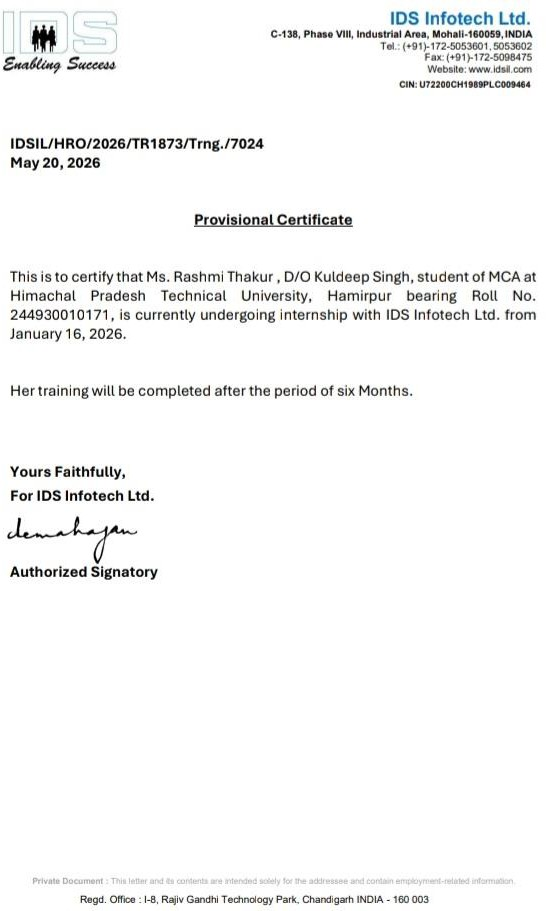 IDS
Enabling Success
IDS Infotech Ltd.
C-138, Phase VIII, Industrial Area, Mohali-160059, INDIA
Tel.: (+91)-172-5053601, 5053602
Fax: (+91)-172-5098475
Website: www.idsil.com
CIN: U72200CH1989PLC009464
IDSIL/HRO/2026/TR1873/Trng./7024
May 20, 2026
Provisional Certificate
This is to certify that Ms. Rashmi Thakur , D/O Kuldeep Singh, student of MCA at
Himachal Pradesh Technical University, Hamirpur bearing Roll No.
244930010171, is currently undergoing internship with IDS Infotech Ltd. from
January 16, 2026.
Her training will be completed after the period of six Months.
Yours Faithfully,
For IDS Infotech Ltd.
demahajan
Authorized Signatory
Private Document : This letter and its contents are intended solely for the addressee and contain employment-related information.
Regd. Office : I-8, Rajiv Gandhi Technology Park, Chandigarh INDIA - 160 003